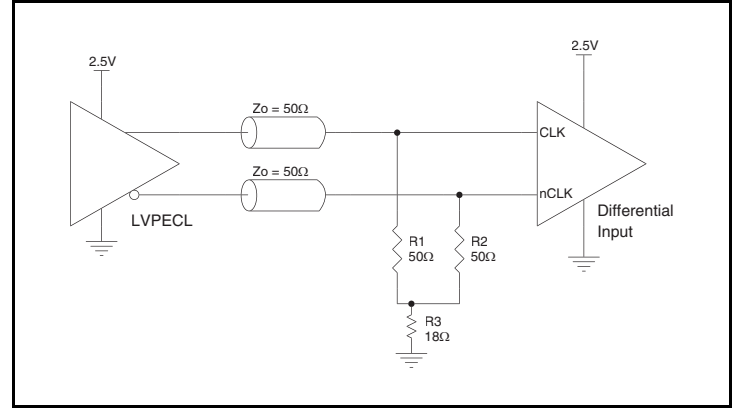 2.5V
2.5V
Zo = 50Ω
CLK
Zo = 50Ω
nCLK
LVPECL
Differential
Input
R1
50Ω
R2
50Ω
R3
18Ω